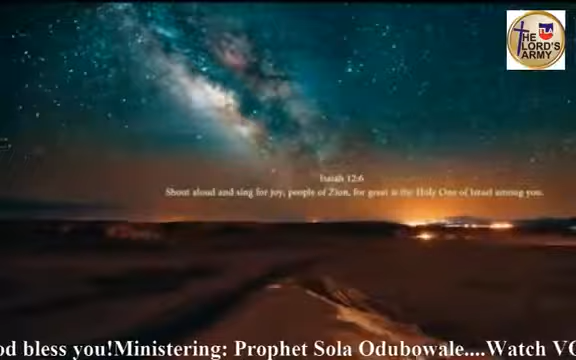 TLA
THE
LORD'S
ARMY
Isaiah 12:6
Shout aloud and sing for joy, people of Zion, for great is the Holy One of Israel among you.
od bless you!Ministering: Prophet Sola Odubowale....Watch VO